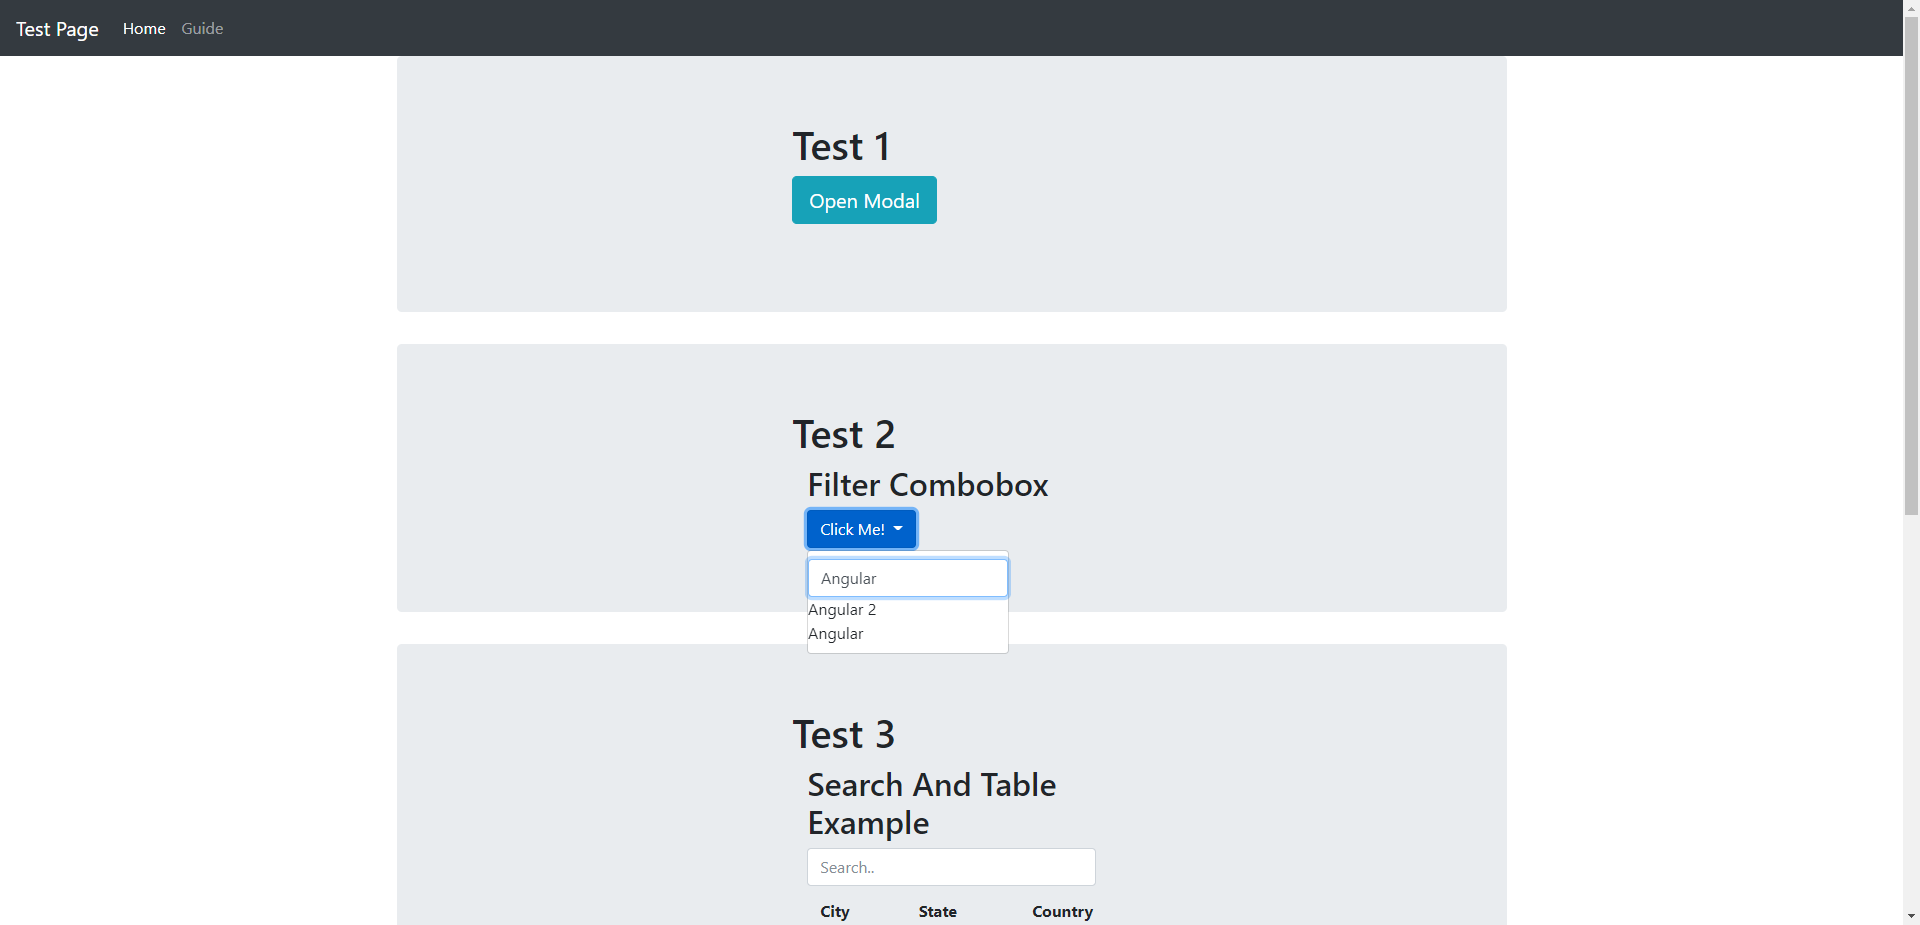 Test Page Home Guide
Test 1
Open Modal
Test 2
Filter Combobox
Click Me!
Angular
Angular 2
Angular
Test 3
Search And Table
Example
Search..
City State Country